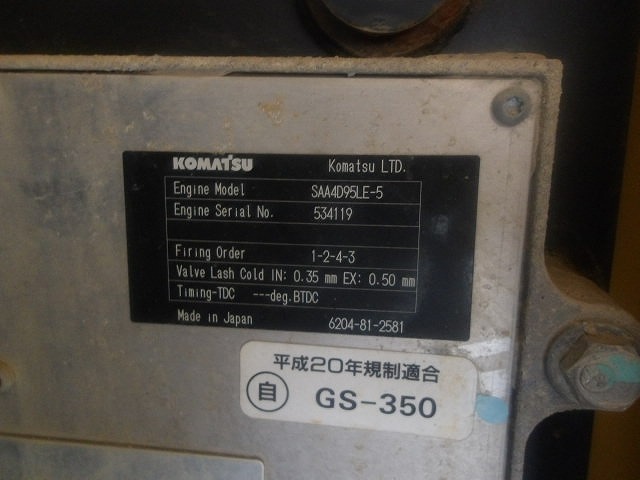 KOMATSU Komatsu LTD.
Engine Model SAA4D95LE-5
Engine Serial No. 534119
Firing Order 1-2-4-3
Valve Lash Cold IN: 0.35 mm EX: 0.50 mm
Timing-TDC ---deg.BTDC
Made in Japan 6204-81-2581
平成20年規制適合
自 GS-350